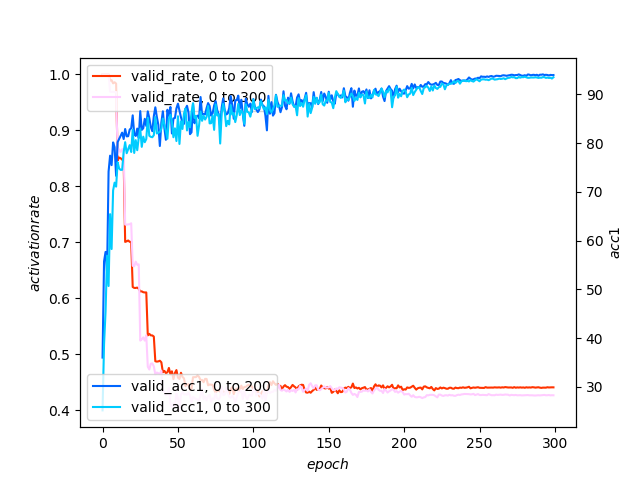 valid_rate, 0 to 200
valid_rate, 0 to 300
valid_acc1, 0 to 200
valid_acc1, 0 to 300
activationrate
1.0
0.9
0.8
0.7
0.6
0.5
0.4
acc1
90
80
70
60
50
40
30
0 50 100 150 200 250 300
epoch